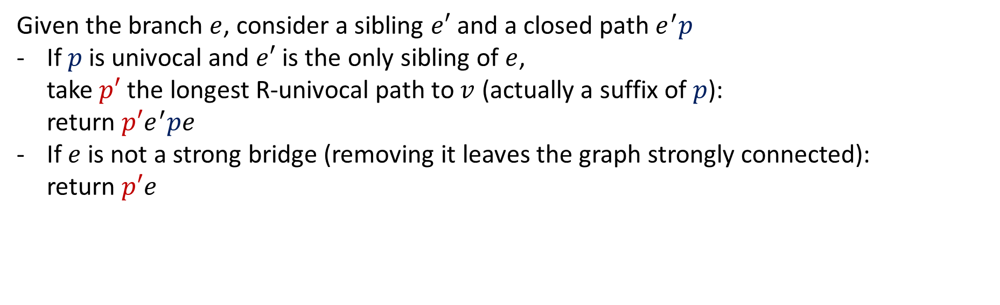 Given the branch e, consider a sibling e′ and a closed path e′p
- If p is univocal and e′ is the only sibling of e,
take p′ the longest R-univocal path to v (actually a suffix of p):
return p′e′pe
- If e is not a strong bridge (removing it leaves the graph strongly connected):
return p′e